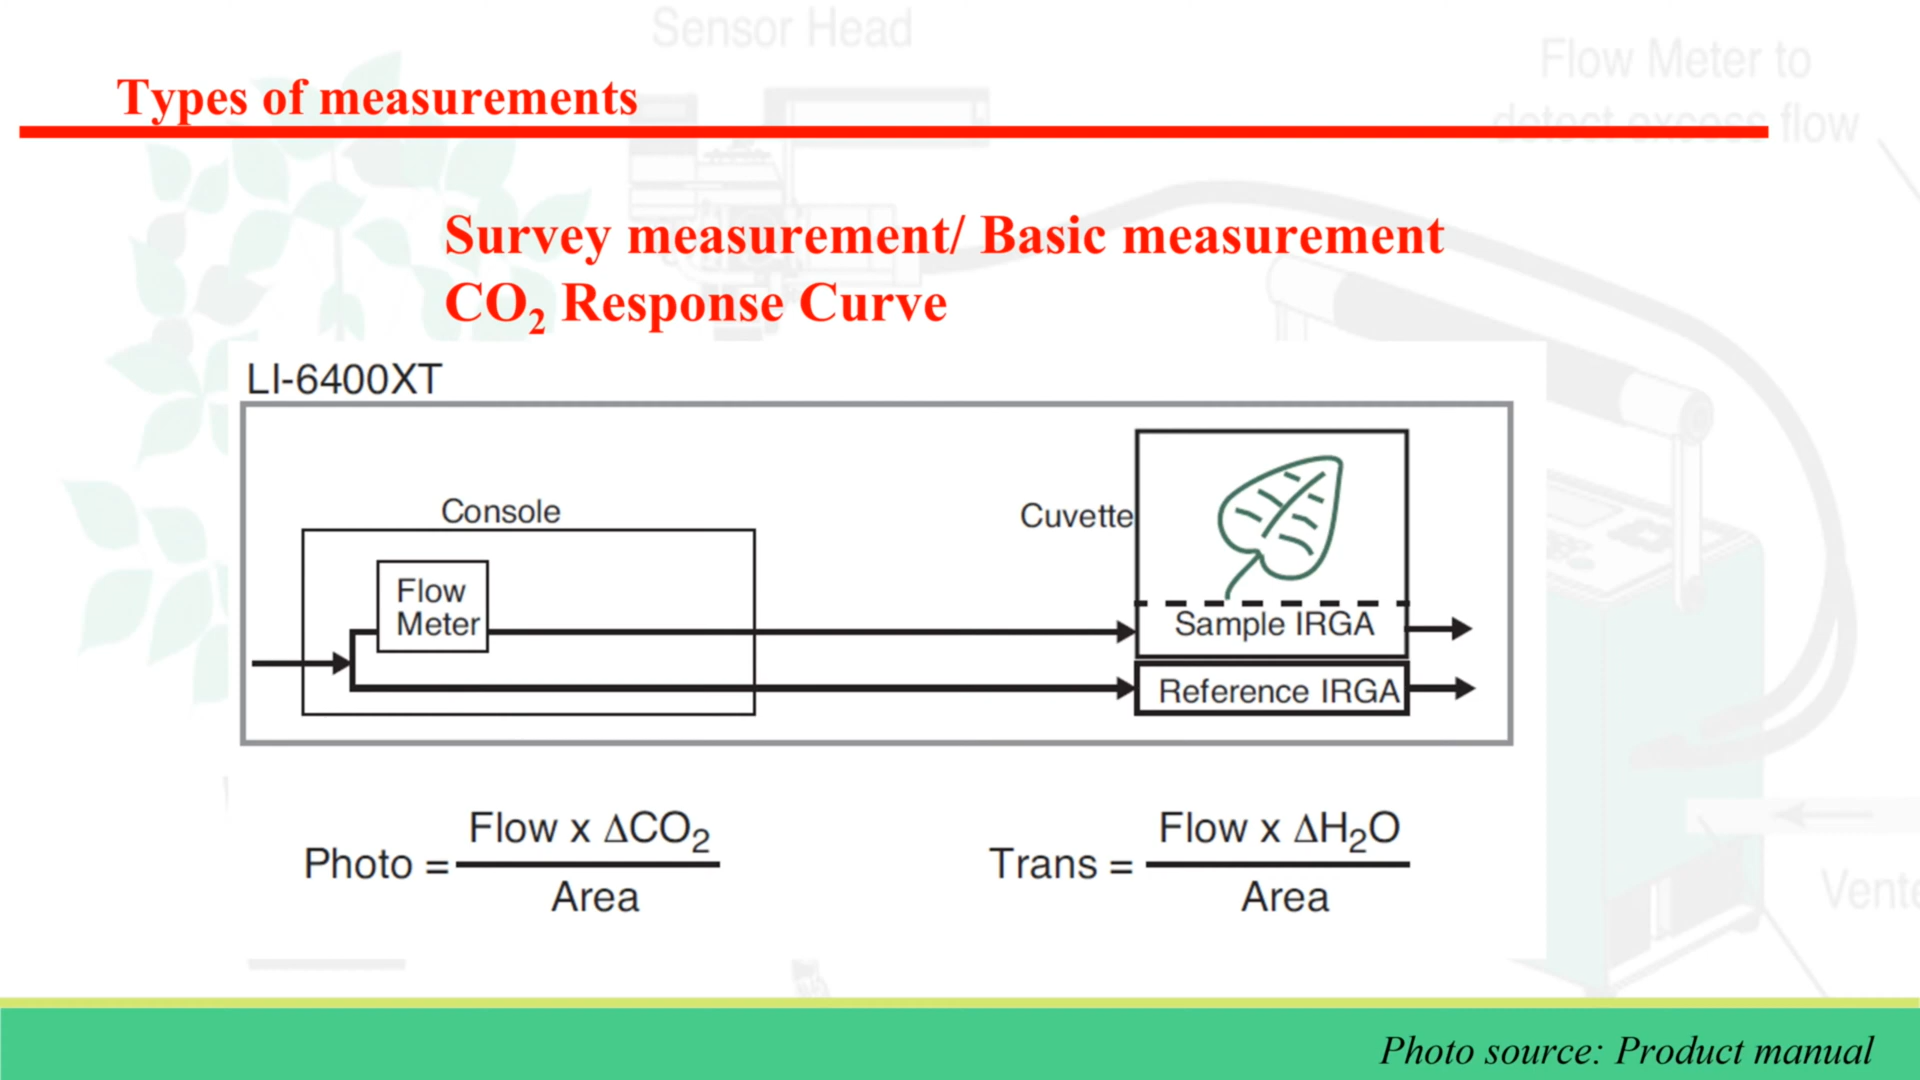 Sensor Head
Flow Meter to
detect excess flow
Types of measurements
Survey measurement/ Basic measurement
CO₂ Response Curve
LI-6400XT
Console
Cuvette
Flow
Meter
Sample IRGA
Reference IRGA
Photo = Flow x ΔCO₂
Area
Trans = Flow x ΔH₂O
Area
Photo source: Product manual